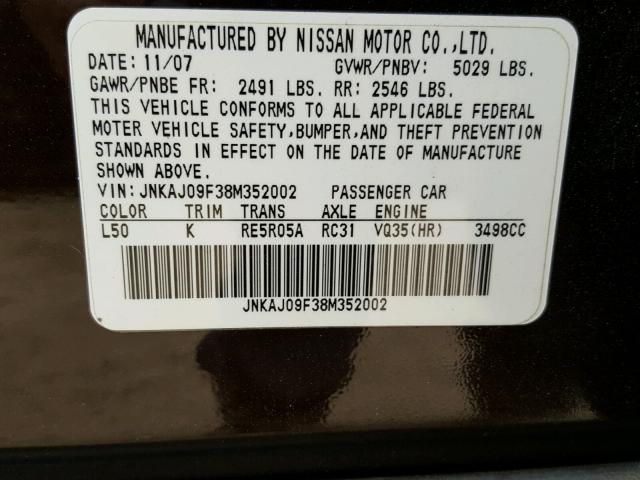 MANUFACTURED BY NISSAN MOTOR CO.,LTD.
DATE: 11/07 GVWR/PNBV: 5029 LBS.
GAWR/PNBE FR: 2491 LBS. RR: 2546 LBS.
THIS VEHICLE CONFORMS TO ALL APPLICABLE FEDERAL
MOTER VEHICLE SAFETY,BUMPER,AND THEFT PREVENTION
STANDARDS IN EFFECT ON THE DATE OF MANUFACTURE
SHOWN ABOVE.
VIN: JNKAJ09F38M352002 PASSENGER CAR
COLOR TRIM TRANS AXLE ENGINE
L50 K RE5R05A RC31 VQ35(HR) 3498CC
JNKAJ09F38M352002